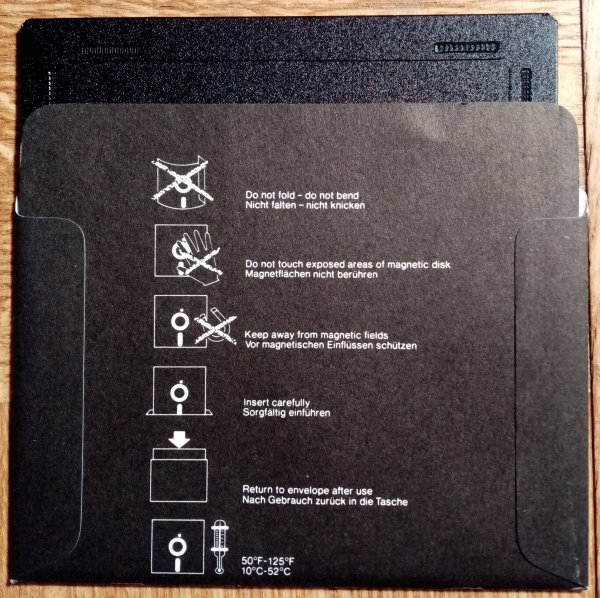 Do not fold – do not bend
Nicht falten – nicht knicken
Do not touch exposed areas of magnetic disk
Magnetflächen nicht berühren
Keep away from magnetic fields
Vor magnetischen Einflüssen schützen
Insert carefully
Sorgfältig einführen
Return to envelope after use
Nach Gebrauch zurück in die Tasche
50°F-125°F
10°C-52°C